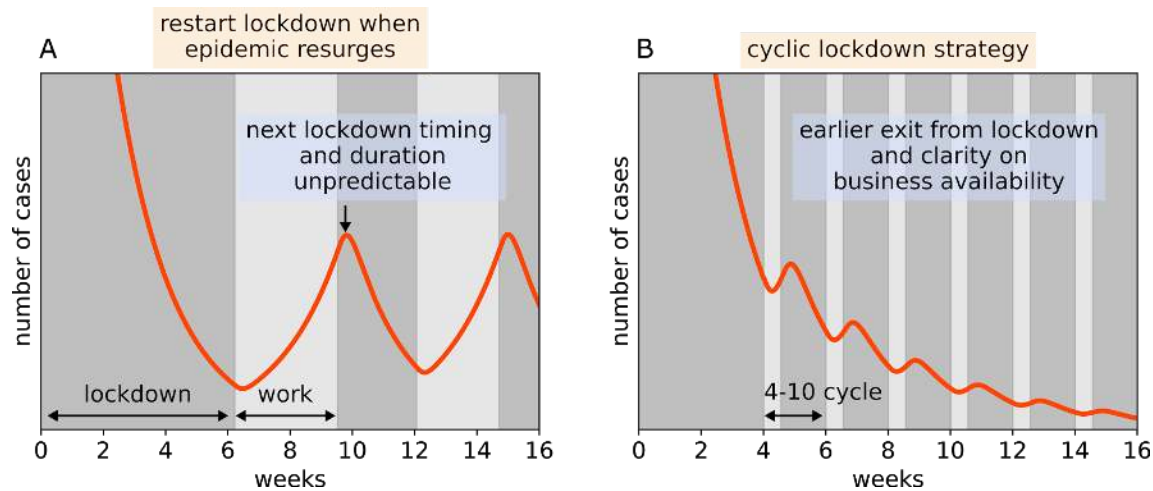 A
restart lockdown when
epidemic resurges
next lockdown timing
and duration
unpredictable
number of cases
lockdown
work
0 2 4 6 8 10 12 14 16
weeks
B
cyclic lockdown strategy
earlier exit from lockdown
and clarity on
business availability
number of cases
4-10 cycle
0 2 4 6 8 10 12 14 16
weeks